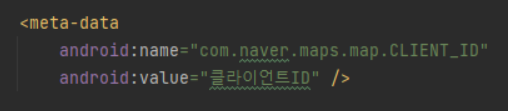 <meta-data
android:name="com.naver.maps.map.CLIENT_ID"
android:value="클라이언트ID" />